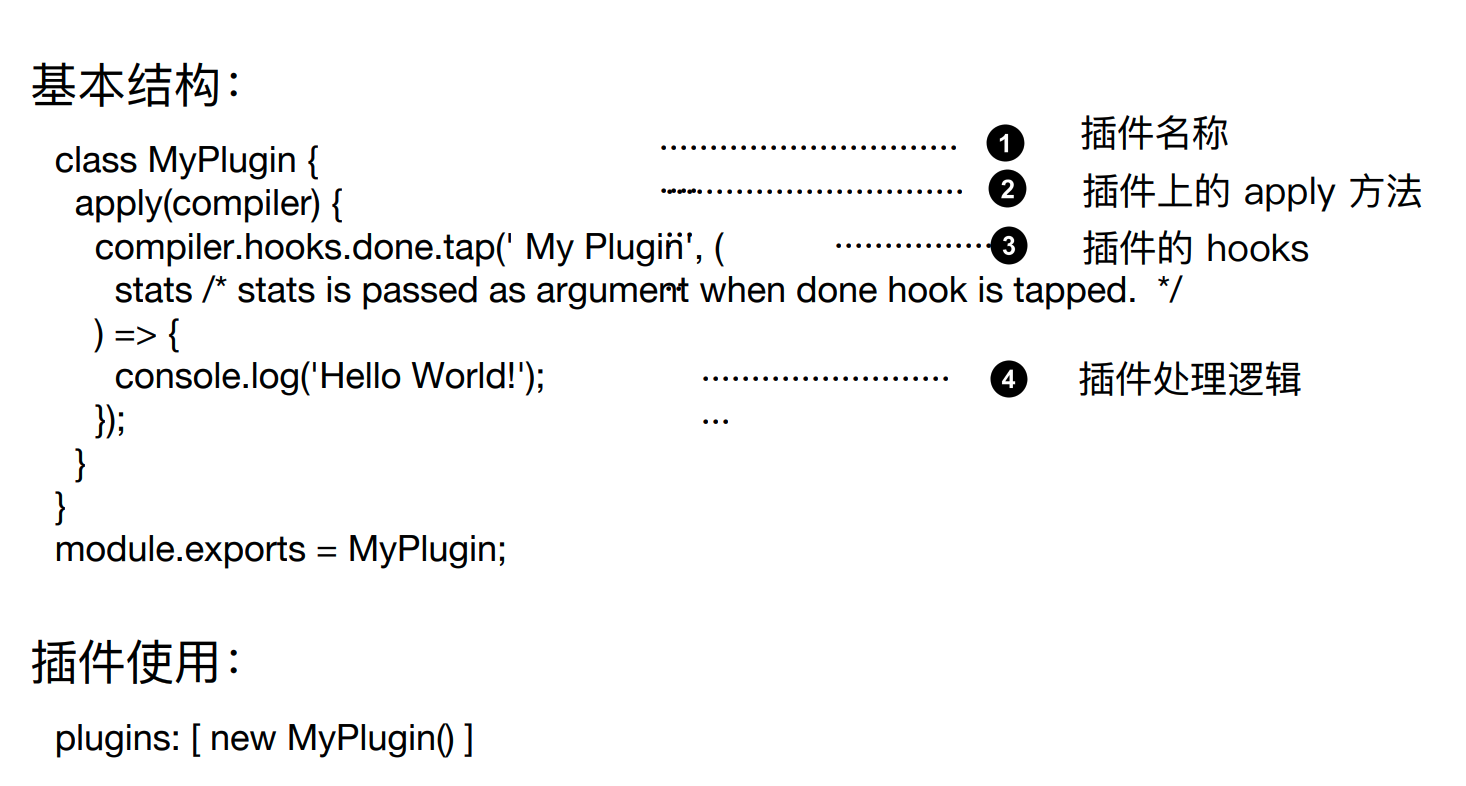 基本结构：
class MyPlugin { ........................... ❶ 插件名称
apply(compiler) { ........................... ❷ 插件上的 apply 方法
compiler.hooks.done.tap(' My Plugin', ( ................ ❸ 插件的 hooks
stats /* stats is passed as argument when done hook is tapped.  */
) => {
console.log('Hello World!'); ......................... ❹ 插件处理逻辑
}); ...
}
}
module.exports = MyPlugin;
插件使用：
plugins: [ new MyPlugin() ]